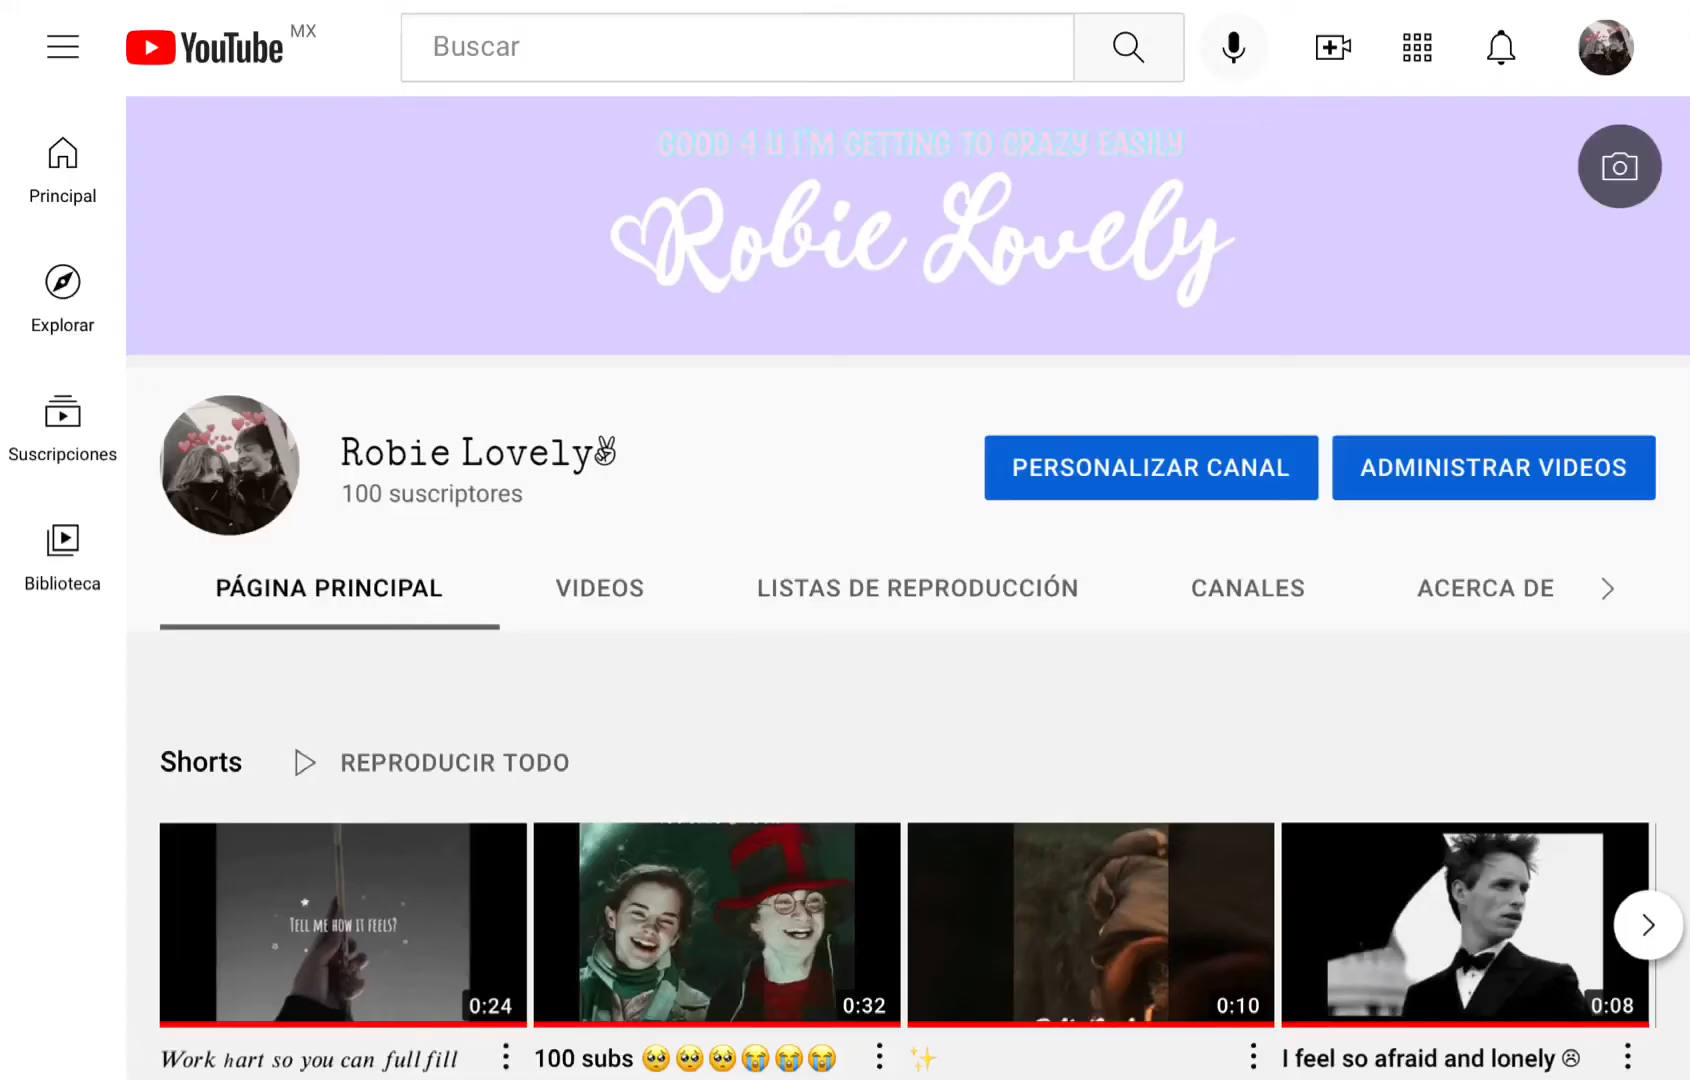 YouTube MX
Buscar
GOOD 4 U I'M GETTING TO CRAZY EASILY
Robie Lovely
Principal
Explorar
Suscripciones
Biblioteca
Robie Lovely✌
100 suscriptores
PERSONALIZAR CANAL
ADMINISTRAR VIDEOS
PÁGINA PRINCIPAL
VIDEOS
LISTAS DE REPRODUCCIÓN
CANALES
ACERCA DE
Shorts
REPRODUCIR TODO
TELL ME HOW IT FEELS?
0:24
0:32
0:10
0:08
Work hart so you can full fill
100 subs 🥺🥺🥺😭😭😭
✨
I feel so afraid and lonely ☹